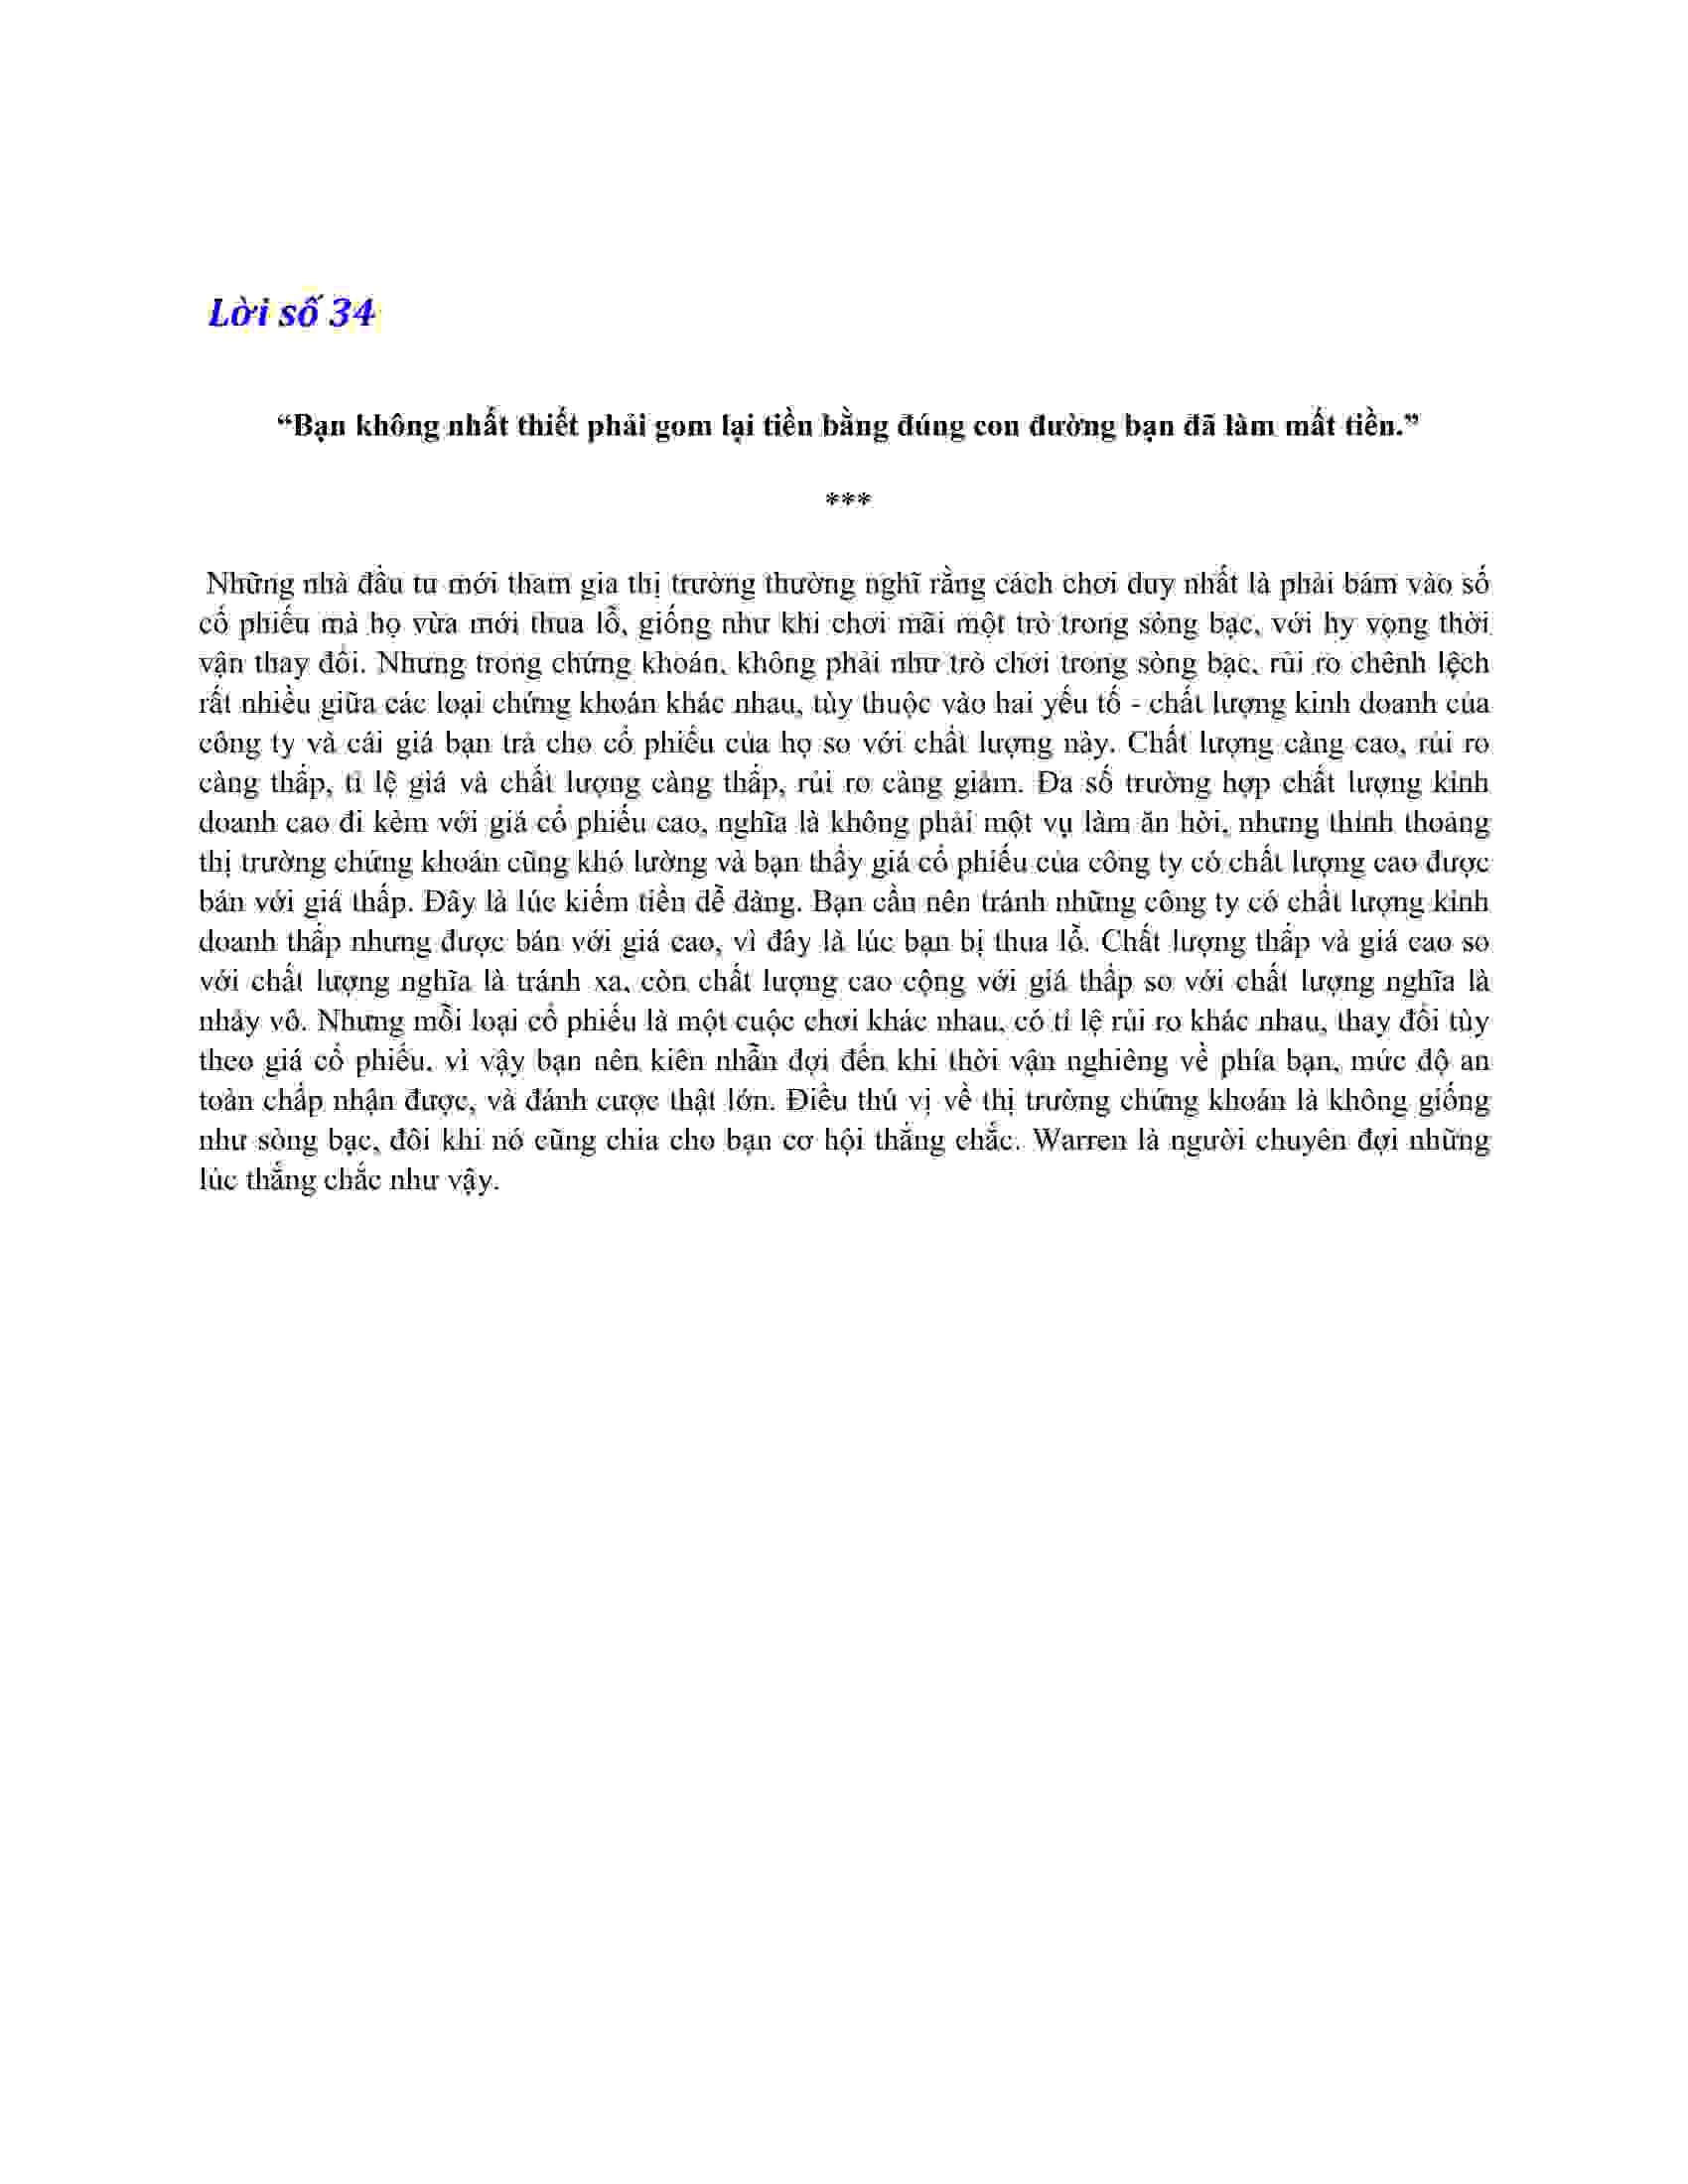 Lời số 34
“Bạn không nhất thiết phải gom lại tiền bằng đúng con đường bạn đã làm mất tiền.”
***
Những nhà đầu tư mới tham gia thị trường thường nghĩ rằng cách chơi duy nhất là phải bám vào số
cổ phiếu mà họ vừa mới thua lỗ, giống như khi chơi mãi một trò trong sòng bạc, với hy vọng thời
vận thay đổi. Nhưng trong chứng khoán, không phải như trò chơi trong sòng bạc, rủi ro chênh lệch
rất nhiều giữa các loại chứng khoán khác nhau, tùy thuộc vào hai yếu tố - chất lượng kinh doanh của
công ty và cái giá bạn trả cho cổ phiếu của họ so với chất lượng này. Chất lượng càng cao, rủi ro
càng thấp, tỉ lệ giá và chất lượng càng thấp, rủi ro càng giảm. Đa số trường hợp chất lượng kinh
doanh cao đi kèm với giá cổ phiếu cao, nghĩa là không phải một vụ làm ăn hời, nhưng thỉnh thoảng
thị trường chứng khoán cũng khó lường và bạn thấy giá cổ phiếu của công ty có chất lượng cao được
bán với giá thấp. Đây là lúc kiếm tiền dễ dàng. Bạn cần nên tránh những công ty có chất lượng kinh
doanh thấp nhưng được bán với giá cao, vì đây là lúc bạn bị thua lỗ. Chất lượng thấp và giá cao so
với chất lượng nghĩa là tránh xa, còn chất lượng cao cộng với giá thấp so với chất lượng nghĩa là
nhảy vô. Nhưng mỗi loại cổ phiếu là một cuộc chơi khác nhau, có tỉ lệ rủi ro khác nhau, thay đổi tùy
theo giá cổ phiếu, vì vậy bạn nên kiên nhẫn đợi đến khi thời vận nghiêng về phía bạn, mức độ an
toàn chấp nhận được, và đánh cược thật lớn. Điều thú vị về thị trường chứng khoán là không giống
như sòng bạc, đôi khi nó cũng chia cho bạn cơ hội thắng chắc. Warren là người chuyên đợi những
lúc thắng chắc như vậy.